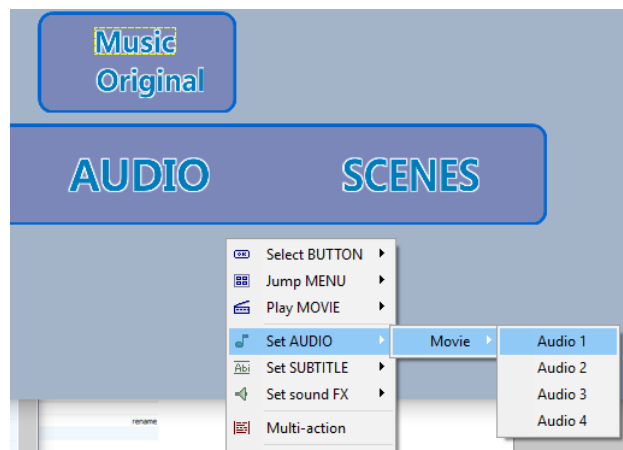 Music
Original
AUDIO SCENES
Select BUTTON
Jump MENU
Play MOVIE
Set AUDIO Movie Audio 1
Abi Set SUBTITLE Audio 2
Set sound FX Audio 3
rename Multi-action Audio 4